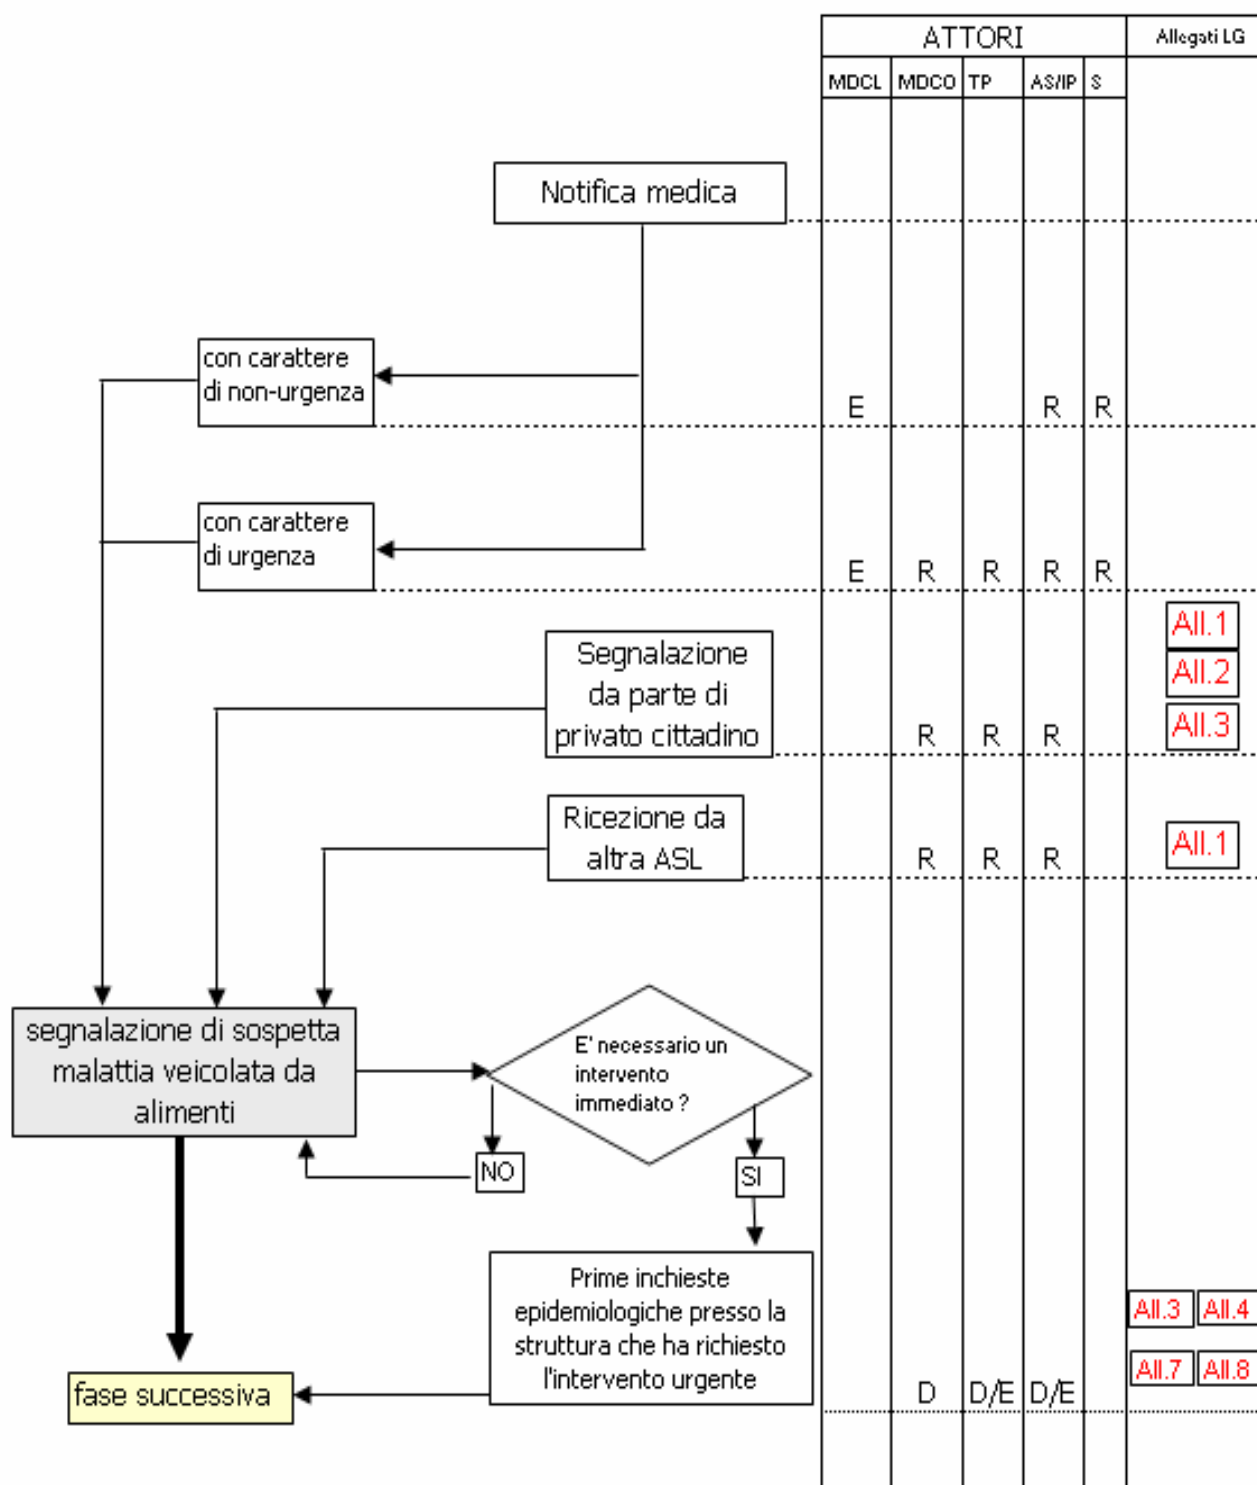 ATTORI
Allegati LG
MDCL MDCO TP AS/IP S
Notifica medica
con carattere
di non-urgenza
E R R
con carattere
di urgenza
E R R R R
All.1
Segnalazione
da parte di
privato cittadino
All.2
All.3
R R R
Ricezione da
altra ASL
R R R
All.1
segnalazione di sospetta
malattia veicolata da
alimenti
E' necessario un
intervento
immediato ?
NO
SI
Prime inchieste
epidemiologiche presso la
struttura che ha richiesto
l'intervento urgente
All.3 All.4
All.7 All.8
D D/E D/E
fase successiva